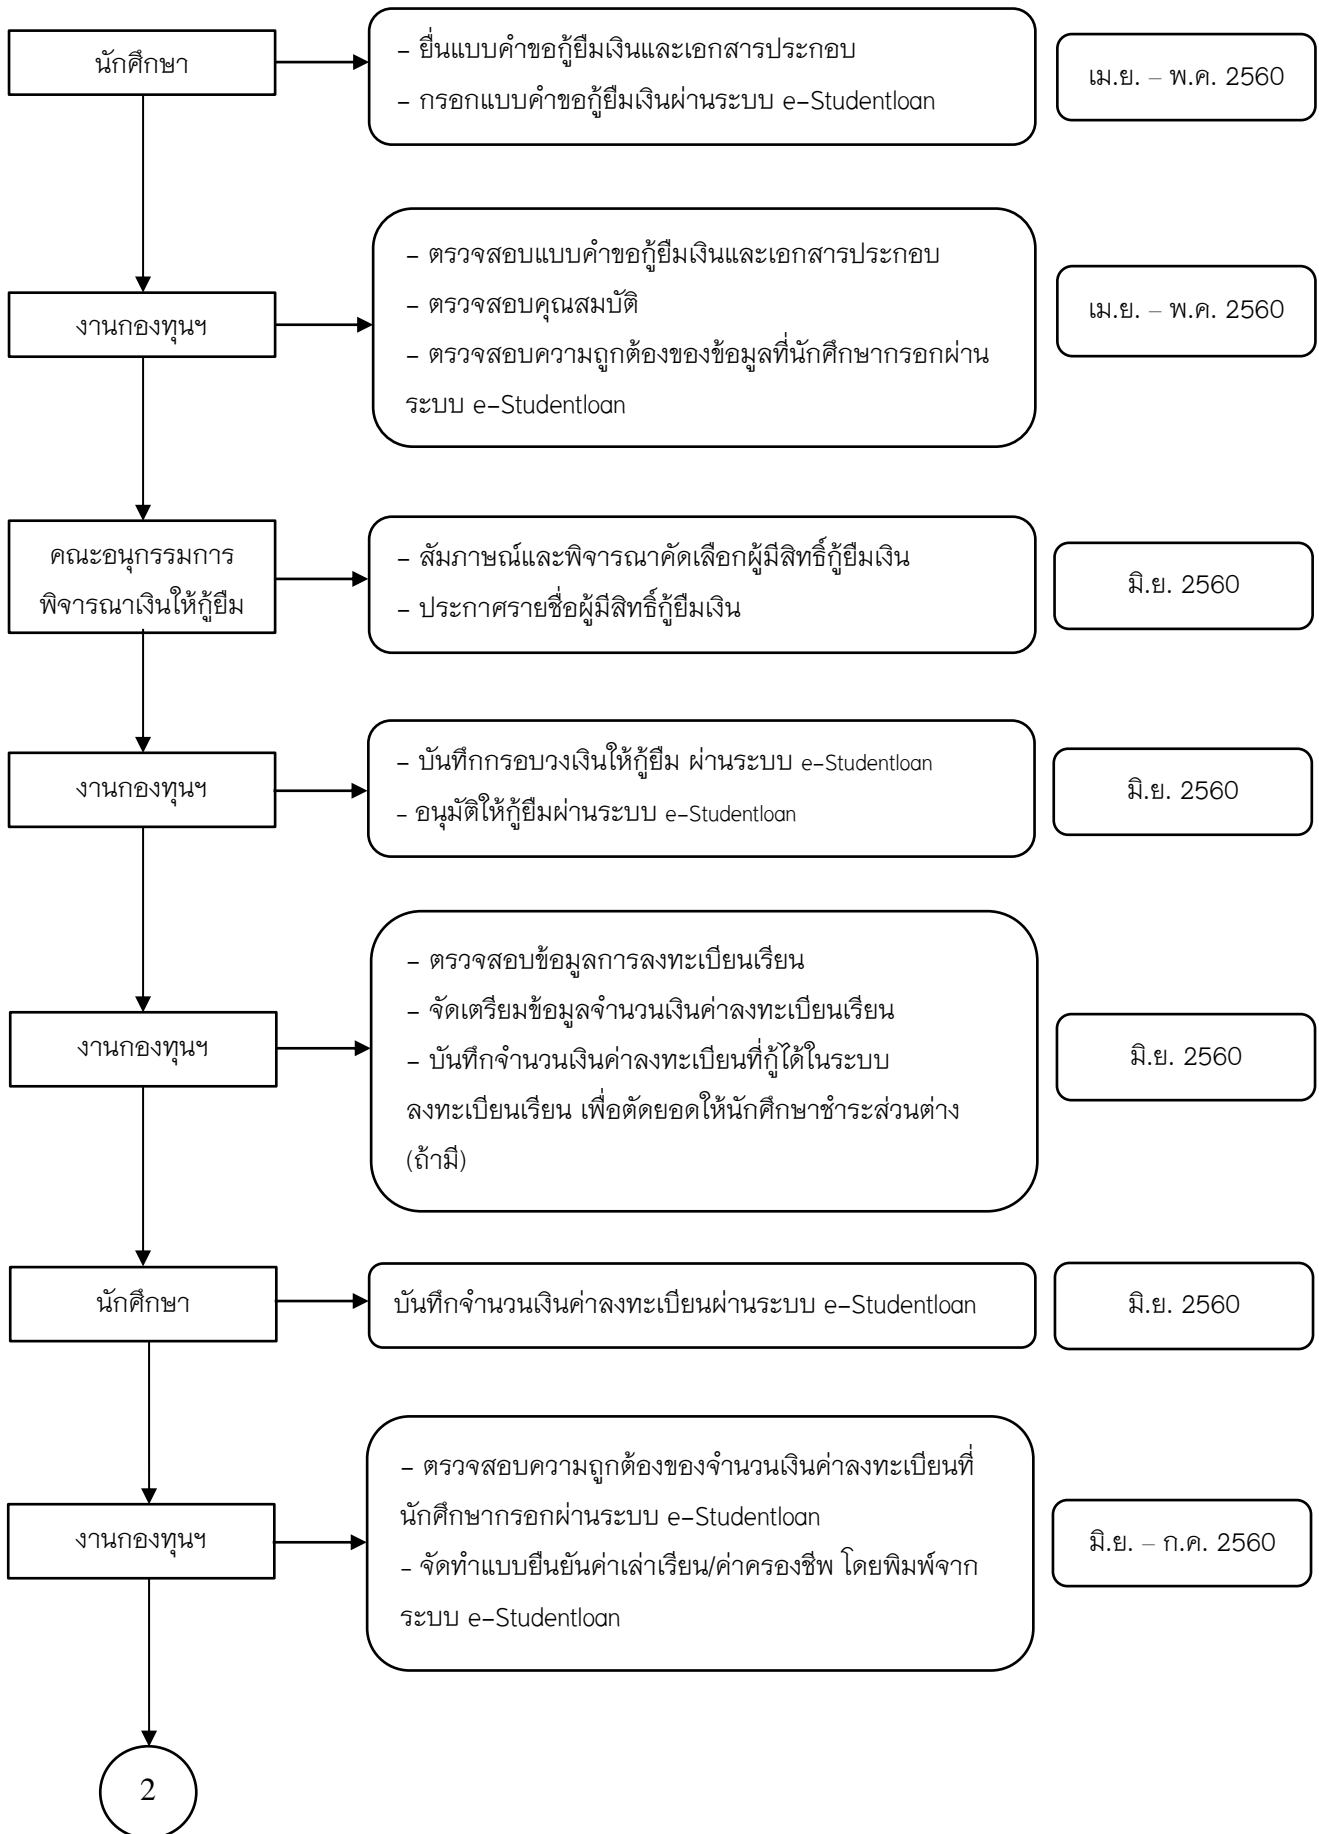 นักศึกษา
- ยื่นแบบคำขอกู้ยืมเงินและเอกสารประกอบ
- กรอกแบบคำขอกู้ยืมเงินผ่านระบบ e-Studentloan
เม.ย. – พ.ค. 2560
งานกองทุนฯ
- ตรวจสอบแบบคำขอกู้ยืมเงินและเอกสารประกอบ
- ตรวจสอบคุณสมบัติ
- ตรวจสอบความถูกต้องของข้อมูลที่นักศึกษากรอกผ่าน
ระบบ e-Studentloan
เม.ย. – พ.ค. 2560
คณะอนุกรรมการ
พิจารณาเงินให้กู้ยืม
- สัมภาษณ์และพิจารณาคัดเลือกผู้มีสิทธิ์กู้ยืมเงิน
- ประกาศรายชื่อผู้มีสิทธิ์กู้ยืมเงิน
มิ.ย. 2560
งานกองทุนฯ
- บันทึกกรอบวงเงินให้กู้ยืม ผ่านระบบ e-Studentloan
- อนุมัติให้กู้ยืมผ่านระบบ e-Studentloan
มิ.ย. 2560
งานกองทุนฯ
- ตรวจสอบข้อมูลการลงทะเบียนเรียน
- จัดเตรียมข้อมูลจำนวนเงินค่าลงทะเบียนเรียน
- บันทึกจำนวนเงินค่าลงทะเบียนที่กู้ได้ในระบบ
ลงทะเบียนเรียน เพื่อตัดยอดให้นักศึกษาชำระส่วนต่าง
(ถ้ามี)
มิ.ย. 2560
นักศึกษา
บันทึกจำนวนเงินค่าลงทะเบียนผ่านระบบ e-Studentloan
มิ.ย. 2560
งานกองทุนฯ
- ตรวจสอบความถูกต้องของจำนวนเงินค่าลงทะเบียนที่
นักศึกษากรอกผ่านระบบ e-Studentloan
- จัดทำแบบยืนยันค่าเล่าเรียน/ค่าครองชีพ โดยพิมพ์จาก
ระบบ e-Studentloan
มิ.ย. – ก.ค. 2560
2